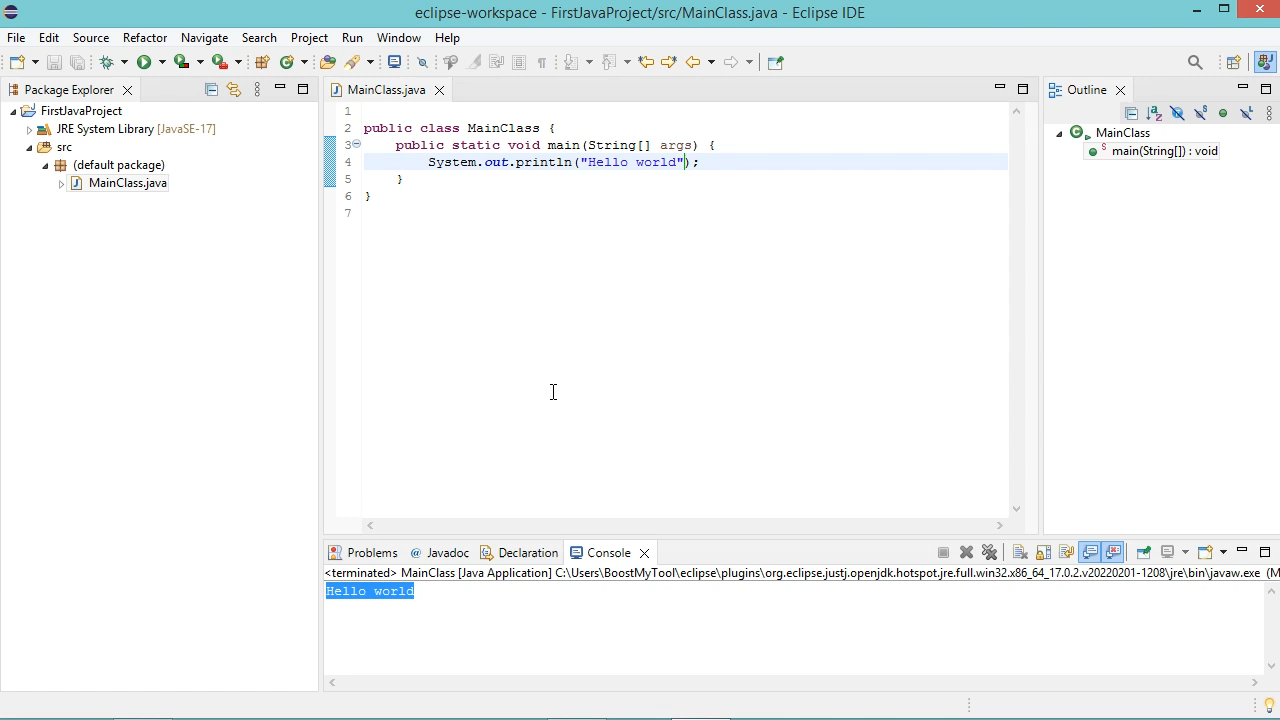 eclipse-workspace - FirstJavaProject/src/MainClass.java - Eclipse IDE
File Edit Source Refactor Navigate Search Project Run Window Help
Package Explorer
MainClass.java
Outline
FirstJavaProject
JRE System Library [JavaSE-17]
src
(default package)
MainClass.java
1
2 public class MainClass {
3 public static void main(String[] args) {
4 System.out.println("Hello world");
5 }
6 }
7
MainClass
main(String[]) : void
Problems @ Javadoc Declaration Console
<terminated> MainClass [Java Application] C:\Users\BoostMyTool\eclipse\plugins\org.eclipse.justj.openjdk.hotspot.jre.full.win32.x86_64_17.0.2.v20220201-1208\jre\bin\javaw.exe (M
Hello world